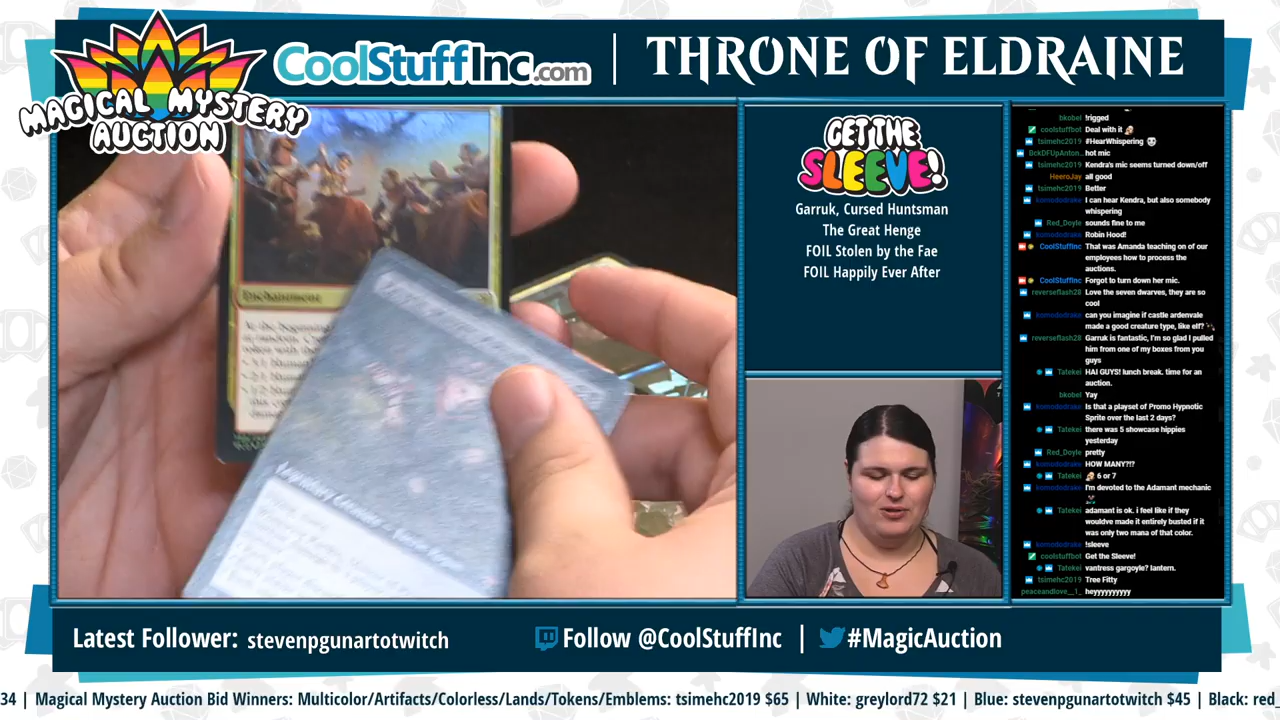 MAGICAL MYSTERY
AUCTION
CoolStuffInc.com
THRONE OF ELDRAINE
Enchantment
GET THE
SLEEVE!
Garruk, Cursed Huntsman
The Great Henge
FOIL Stolen by the Fae
FOIL Happily Ever After
bkobel !rigged
coolstuffbot Deal with it
tsimehc2019 #HearWhispering
BckDFUpAnton.. hot mic
tsimehc2019 Kendra's mic seems turned down/off
HeeroJay all good
tsimehc2019 Better
komododrake I can hear Kendra, but also somebody
whispering
Red_Doyle sounds fine to me
komododrake Robin Hood!
CoolStuffInc That was Amanda teaching on of our
employees how to process the
auctions.
CoolStuffInc Forgot to turn down her mic.
reverseflash28 Love the seven dwarves, they are so
cool
komododrake can you imagine if castle ardenvale
made a good creature type, like elf?
reverseflash28 Garruk is fantastic, I'm so glad I pulled
him from one of my boxes from you
guys
Tatekei HAI GUYS! lunch break. time for an
auction.
bkobel Yay
komododrake Is that a playset of Promo Hypnotic
Sprite over the last 2 days?
Tatekei there was 5 showcase hippies
yesterday
Red_Doyle pretty
komododrake HOW MANY?!?
Tatekei 6 or 7
komododrake I'm devoted to the Adamant mechanic
Tatekei adamant is ok. i feel like if they
wouldve made it entirely busted if it
was only two mana of that color.
komododrake !sleeve
coolstuffbot Get the Sleeve!
Tatekei vantress gargoyle? lantern.
tsimehc2019 Tree Fitty
peaceandlove__1_ heyyyyyyyyyy
Latest Follower: stevenpgunartotwitch
Follow @CoolStuffInc | #MagicAuction
34 | Magical Mystery Auction Bid Winners: Multicolor/Artifacts/Colorless/Lands/Tokens/Emblems: tsimehc2019 $65 | White: greylord72 $21 | Blue: stevenpgunartotwitch $45 | Black: red_